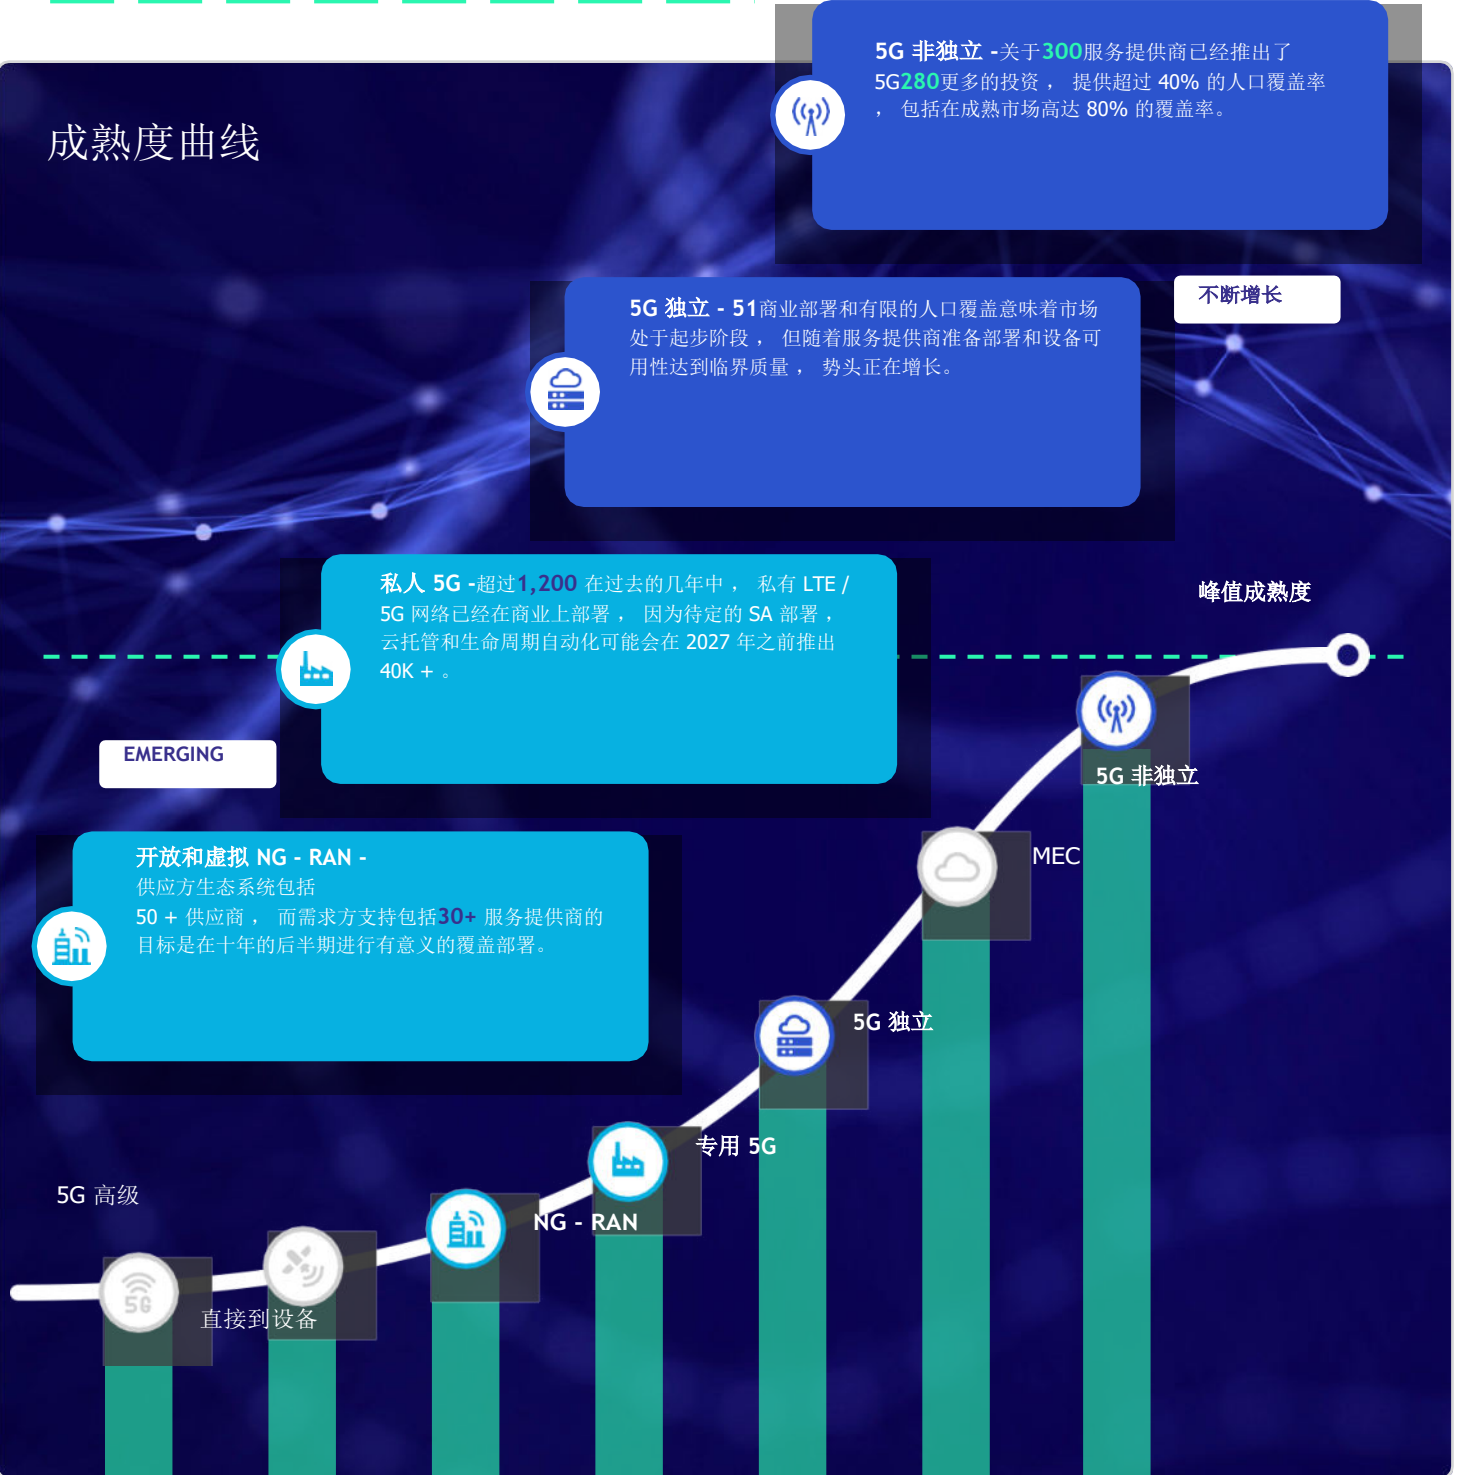 5G 非独立 -关于300服务提供商已经推出了
5G280更多的投资 ， 提供超过 40% 的人口覆盖率
， 包括在成熟市场高达 80% 的覆盖率。
成熟度曲线
不断增长
5G 独立 - 51商业部署和有限的人口覆盖意味着市场
处于起步阶段 ， 但随着服务提供商准备部署和设备可
用性达到临界质量 ， 势头正在增长。
私人 5G -超过1,200 在过去的几年中 ， 私有 LTE /
5G 网络已经在商业上部署 ， 因为待定的 SA 部署 ，
云托管和生命周期自动化可能会在 2027 年之前推出
40K + 。
峰值成熟度
EMERGING
5G 非独立
开放和虚拟 NG - RAN -
供应方生态系统包括
50 + 供应商 ， 而需求方支持包括30+ 服务提供商的
目标是在十年的后半期进行有意义的覆盖部署。
MEC
5G 独立
专用 5G
5G 高级
NG - RAN
直接到设备
5G